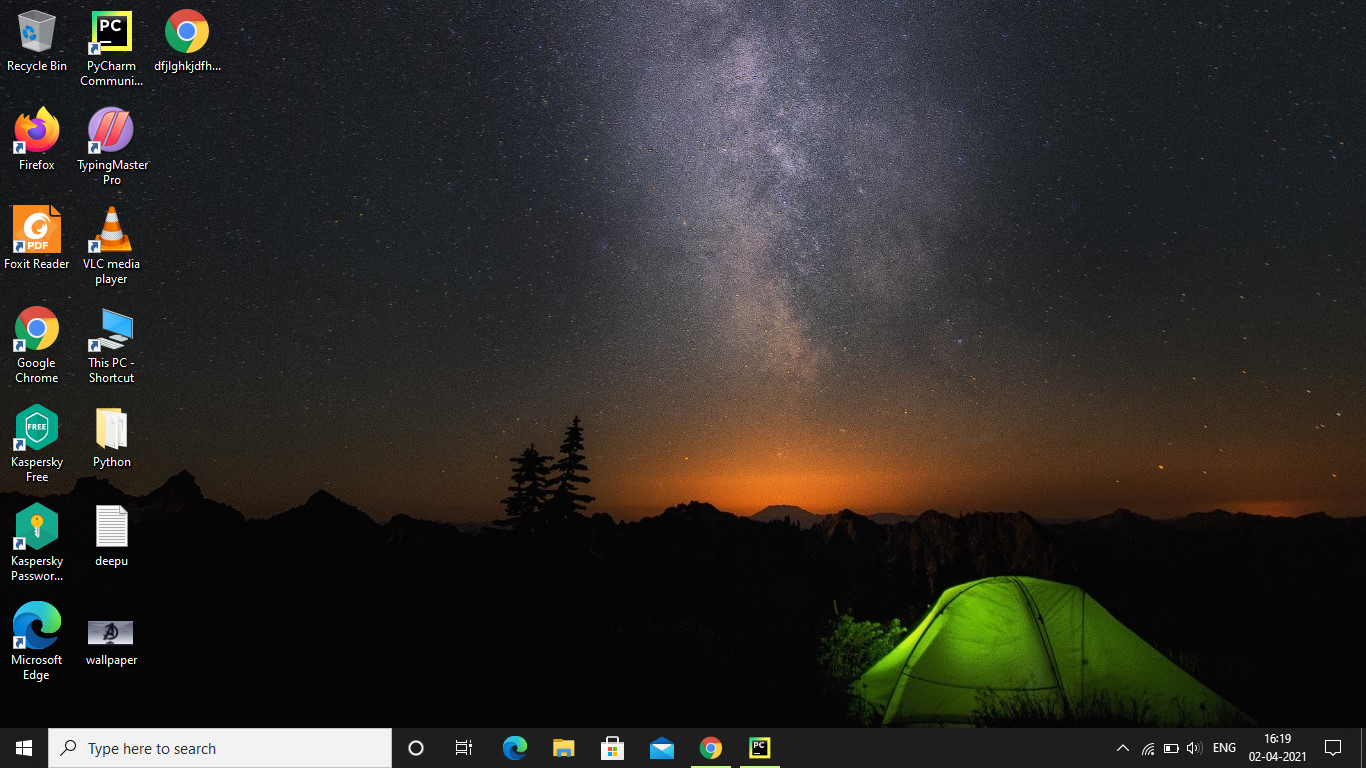 Recycle Bin
PyCharm
Communi...
dfjlghkjdfh...
Firefox
TypingMaster
Pro
Foxit Reader
VLC media
player
Google
Chrome
This PC -
Shortcut
Kaspersky
Free
Python
Kaspersky
Passwor...
deepu
Microsoft
Edge
wallpaper
PC
PDF
FREE
Type here to search
PC
ENG
16:19
02-04-2021